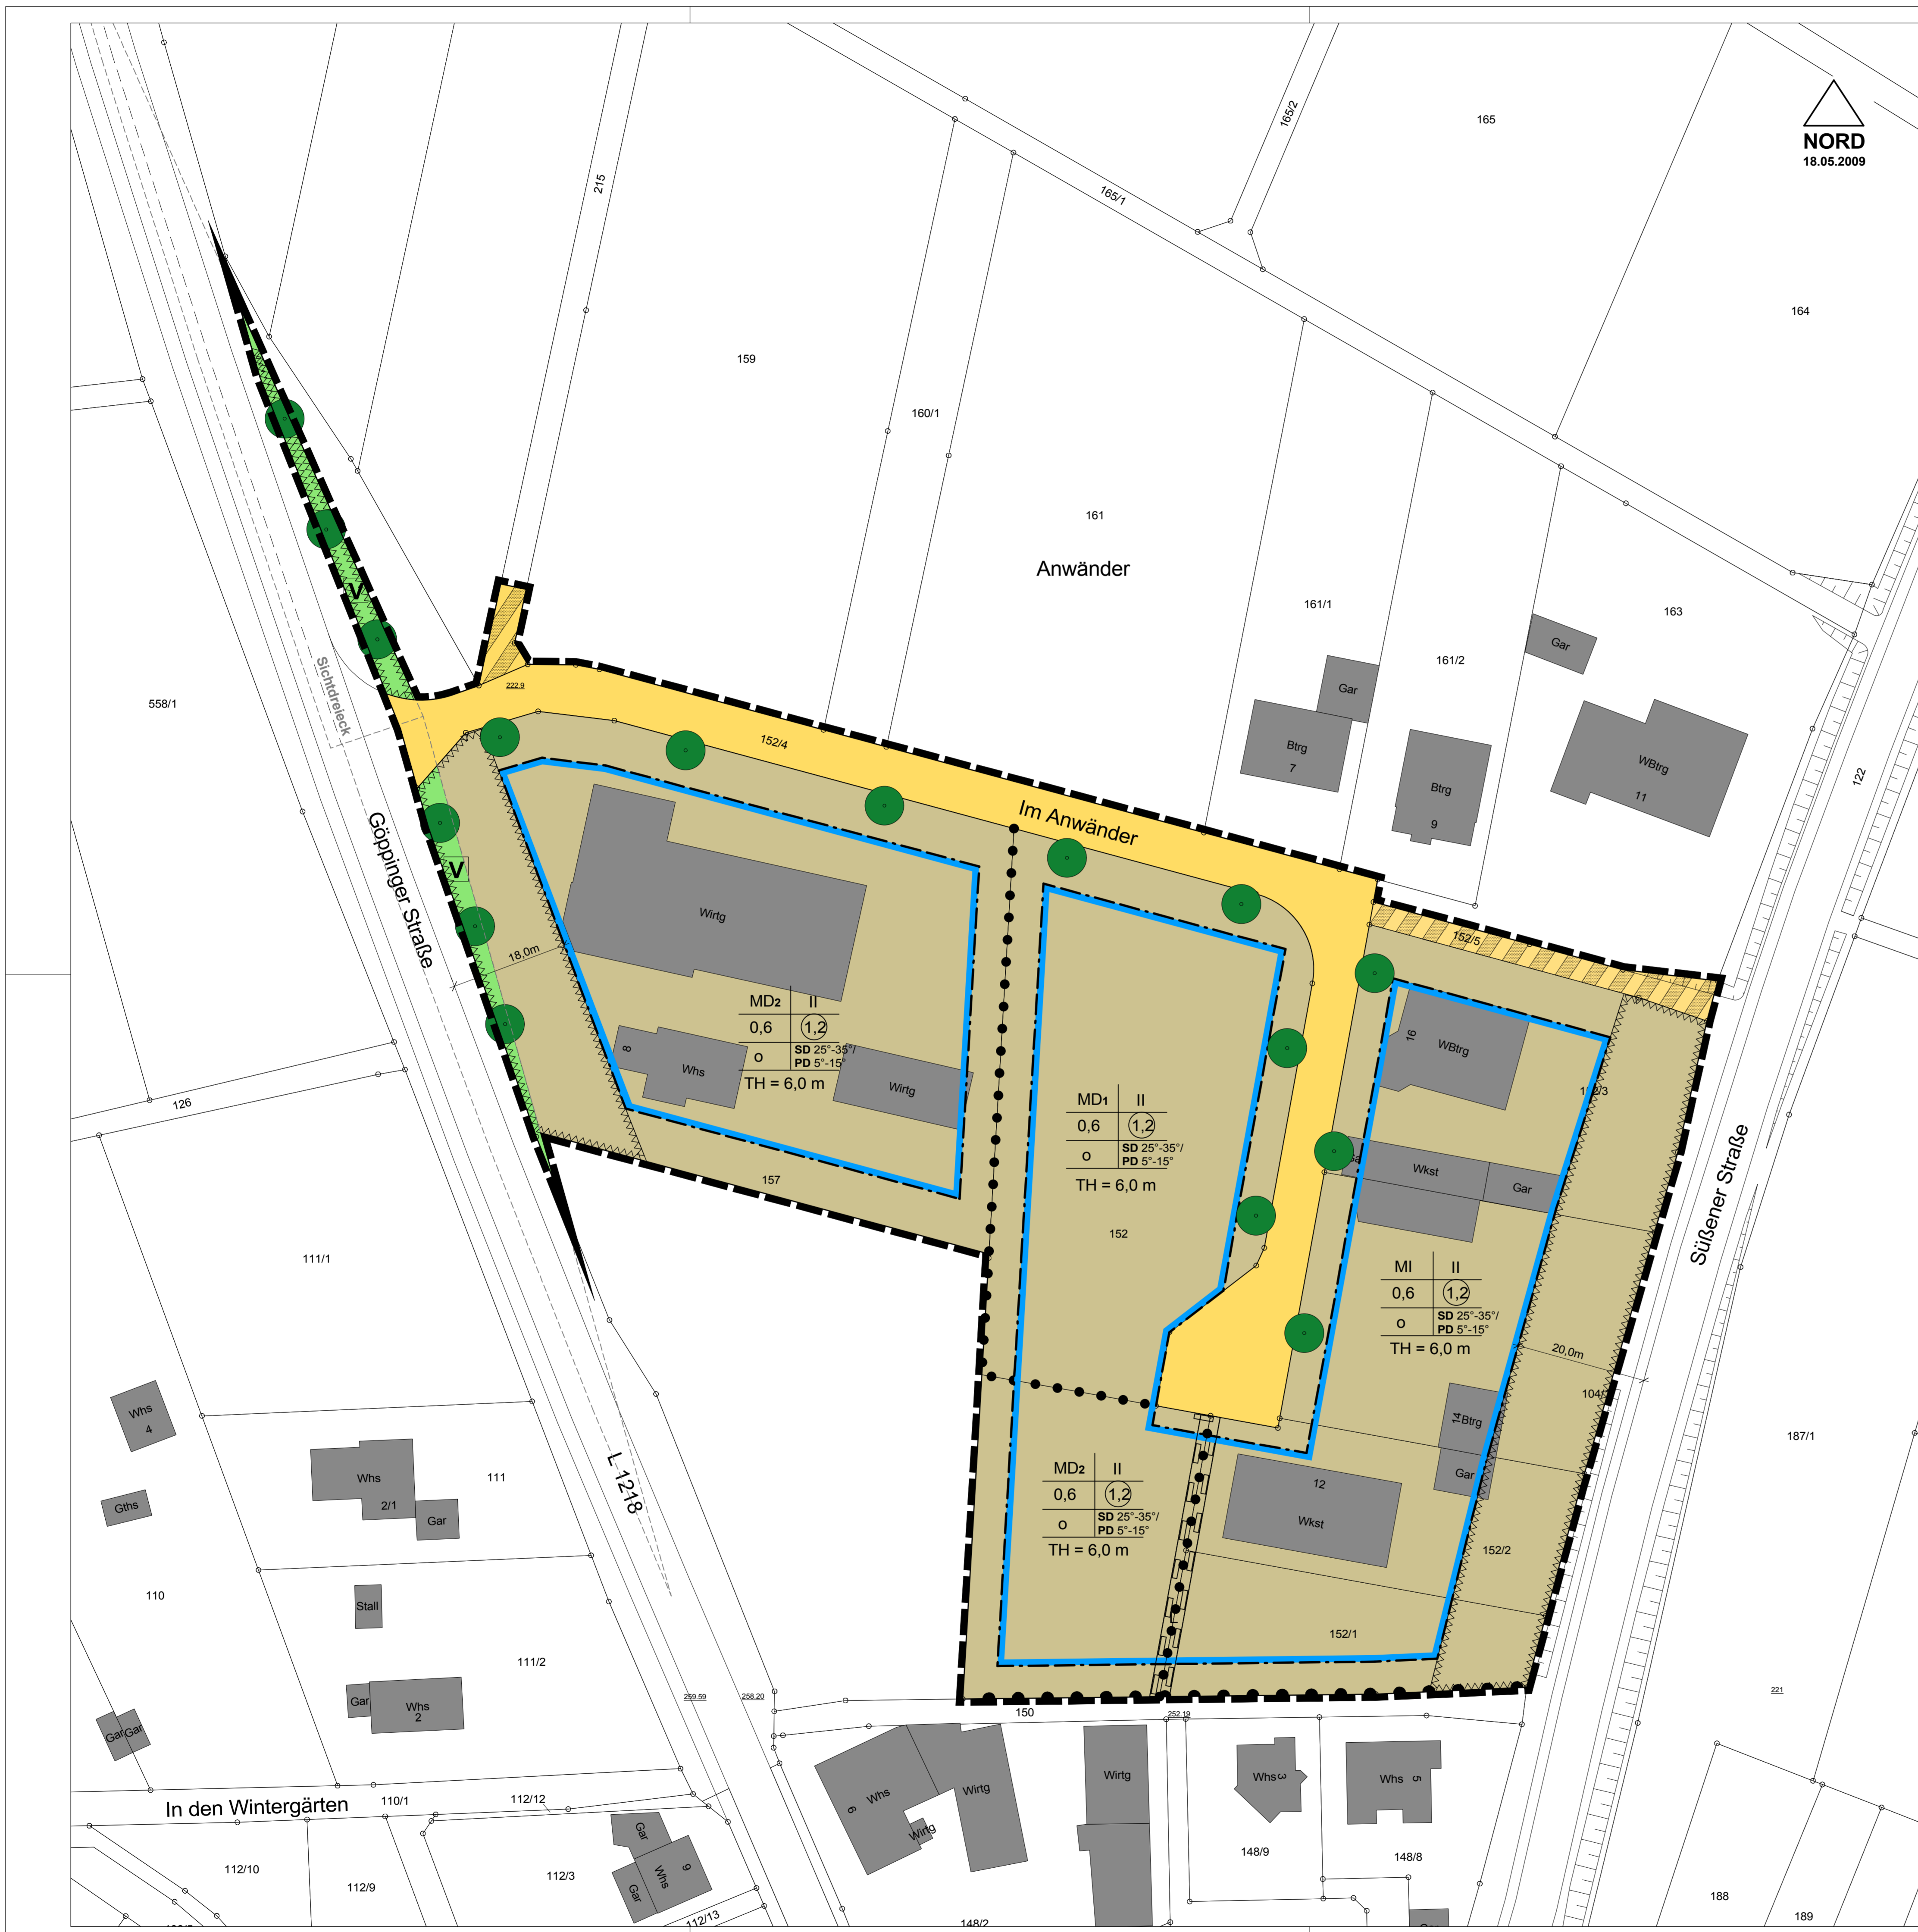 165/2
165
NORD
18.05.2009
215
165/1
164
159
160/1
161
Anwänder
161/1
163
Gar
161/2
Gar
Btrg
7
WBtrg
11
Btrg
9
122
V
Sichtdreieck
558/1
222.9
152/4
Im Anwänder
Göppinger Straße
V
18,0m
Wirtg
152/5
MD2 II
0,6 1,2
o SD 25°-35°/
PD 5°-15°
TH = 6,0 m
8
Whs
Wirtg
16
WBtrg
126
MD1 II
0,6 1,2
o SD 25°-35°/
PD 5°-15°
TH = 6,0 m
Wkst
Gar
157
152
Süßener Straße
111/1
MI II
0,6 1,2
o SD 25°-35°/
PD 5°-15°
TH = 6,0 m
20,0m
Whs
4
14
Btrg
Gar
187/1
L 1218
Whs
2/1
111
Gar
Gths
MD2 II
0,6 1,2
o SD 25°-35°/
PD 5°-15°
TH = 6,0 m
12
Wkst
152/2
110
Stall
152/1
111/2
Gar
Whs
2
Gar
Gar
259.59
258.20
221
150
252.19
In den Wintergärten
110/1
112/12
6
Whs
Wirtg
Wirtg
Wirtg
Whs
3
Whs
5
Gar
Whs
9
Gar
112/10
112/9
112/3
112/13
148/9
148/8
148/2
188
189